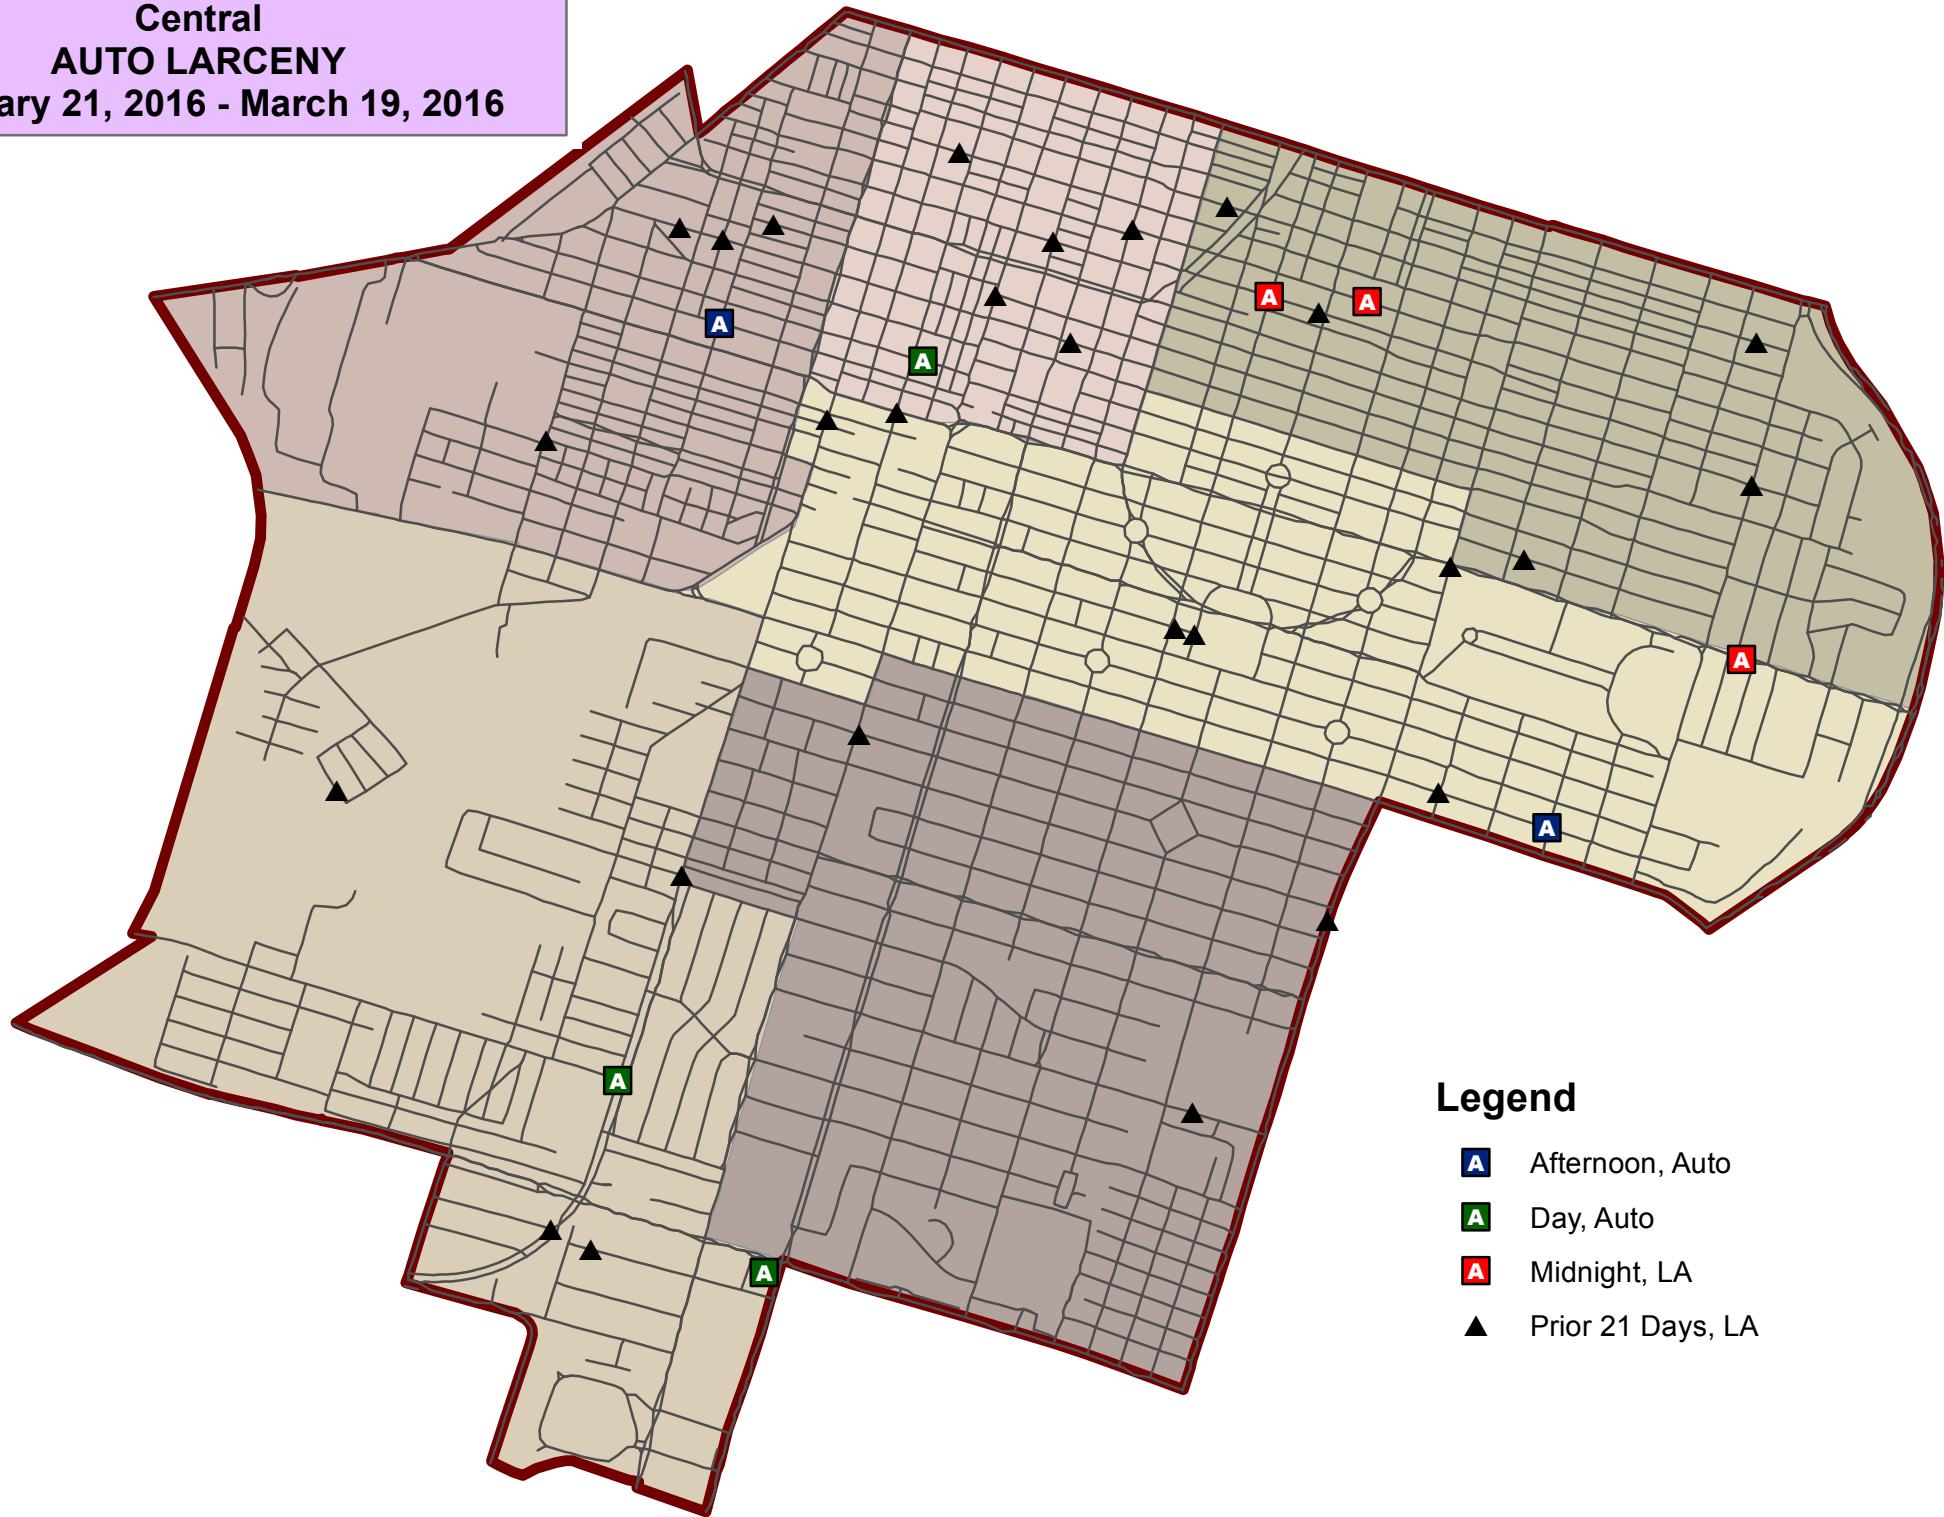 Central
AUTO LARCENY
ary 21, 2016 - March 19, 2016
A
A
A
A
A
A
A
A
Legend
A Afternoon, Auto
A Day, Auto
A Midnight, LA
Prior 21 Days, LA